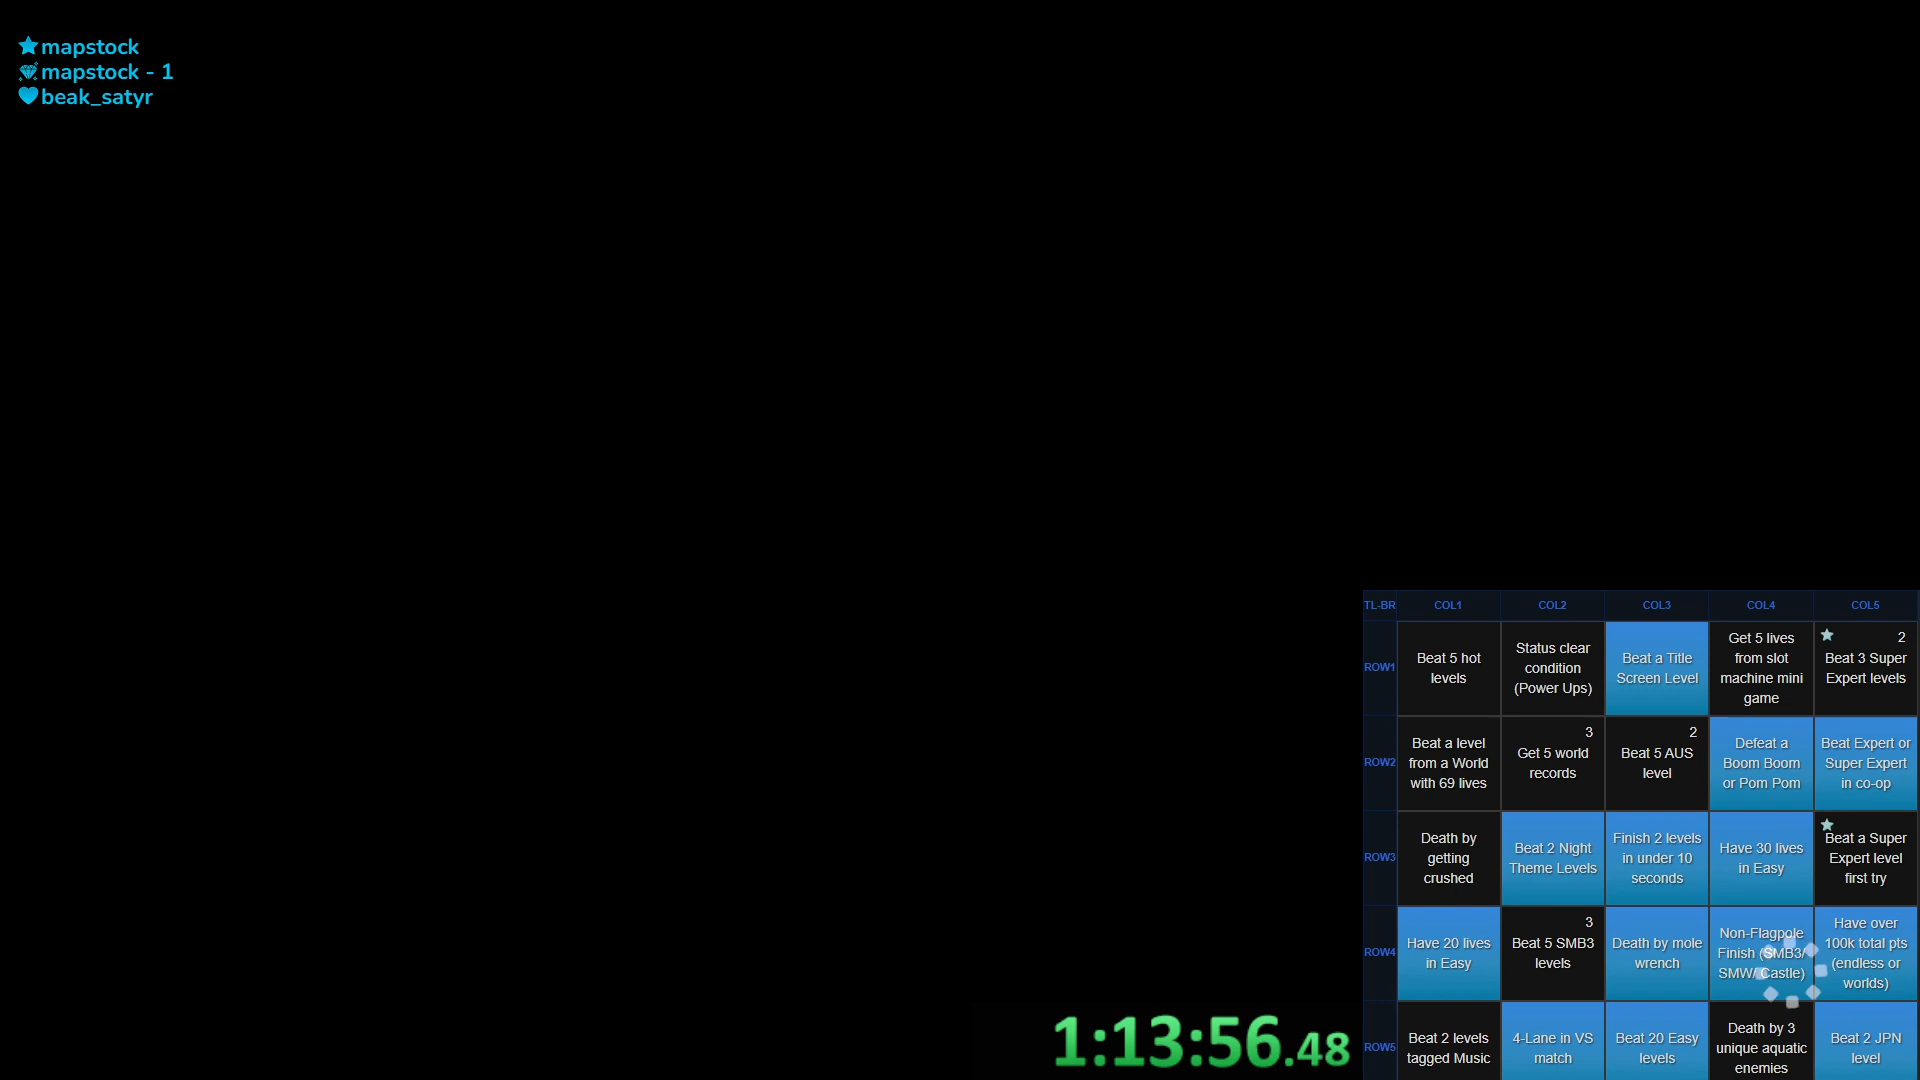 mapstock
mapstock - 1
beak_satyr
TL-BR COL1 COL2 COL3 COL4 COL5
ROW1
Beat 5 hot
levels
Status clear
condition
(Power Ups)
Beat a Title
Screen Level
Get 5 lives
from slot
machine mini
game
2
Beat 3 Super
Expert levels
ROW2
Beat a level
from a World
with 69 lives
3
Get 5 world
records
2
Beat 5 AUS
level
Defeat a
Boom Boom
or Pom Pom
Beat Expert or
Super Expert
in co-op
ROW3
Death by
getting
crushed
Beat 2 Night
Theme Levels
Finish 2 levels
in under 10
seconds
Have 30 lives
in Easy
Beat a Super
Expert level
first try
ROW4
Have 20 lives
in Easy
3
Beat 5 SMB3
levels
Death by mole
wrench
Non-Flagpole
Finish (SMB3/
SMW/ Castle)
Have over
100k total pts
(endless or
worlds)
ROW5
Beat 2 levels
tagged Music
4-Lane in VS
match
Beat 20 Easy
levels
Death by 3
unique aquatic
enemies
Beat 2 JPN
level
1:13:56.48